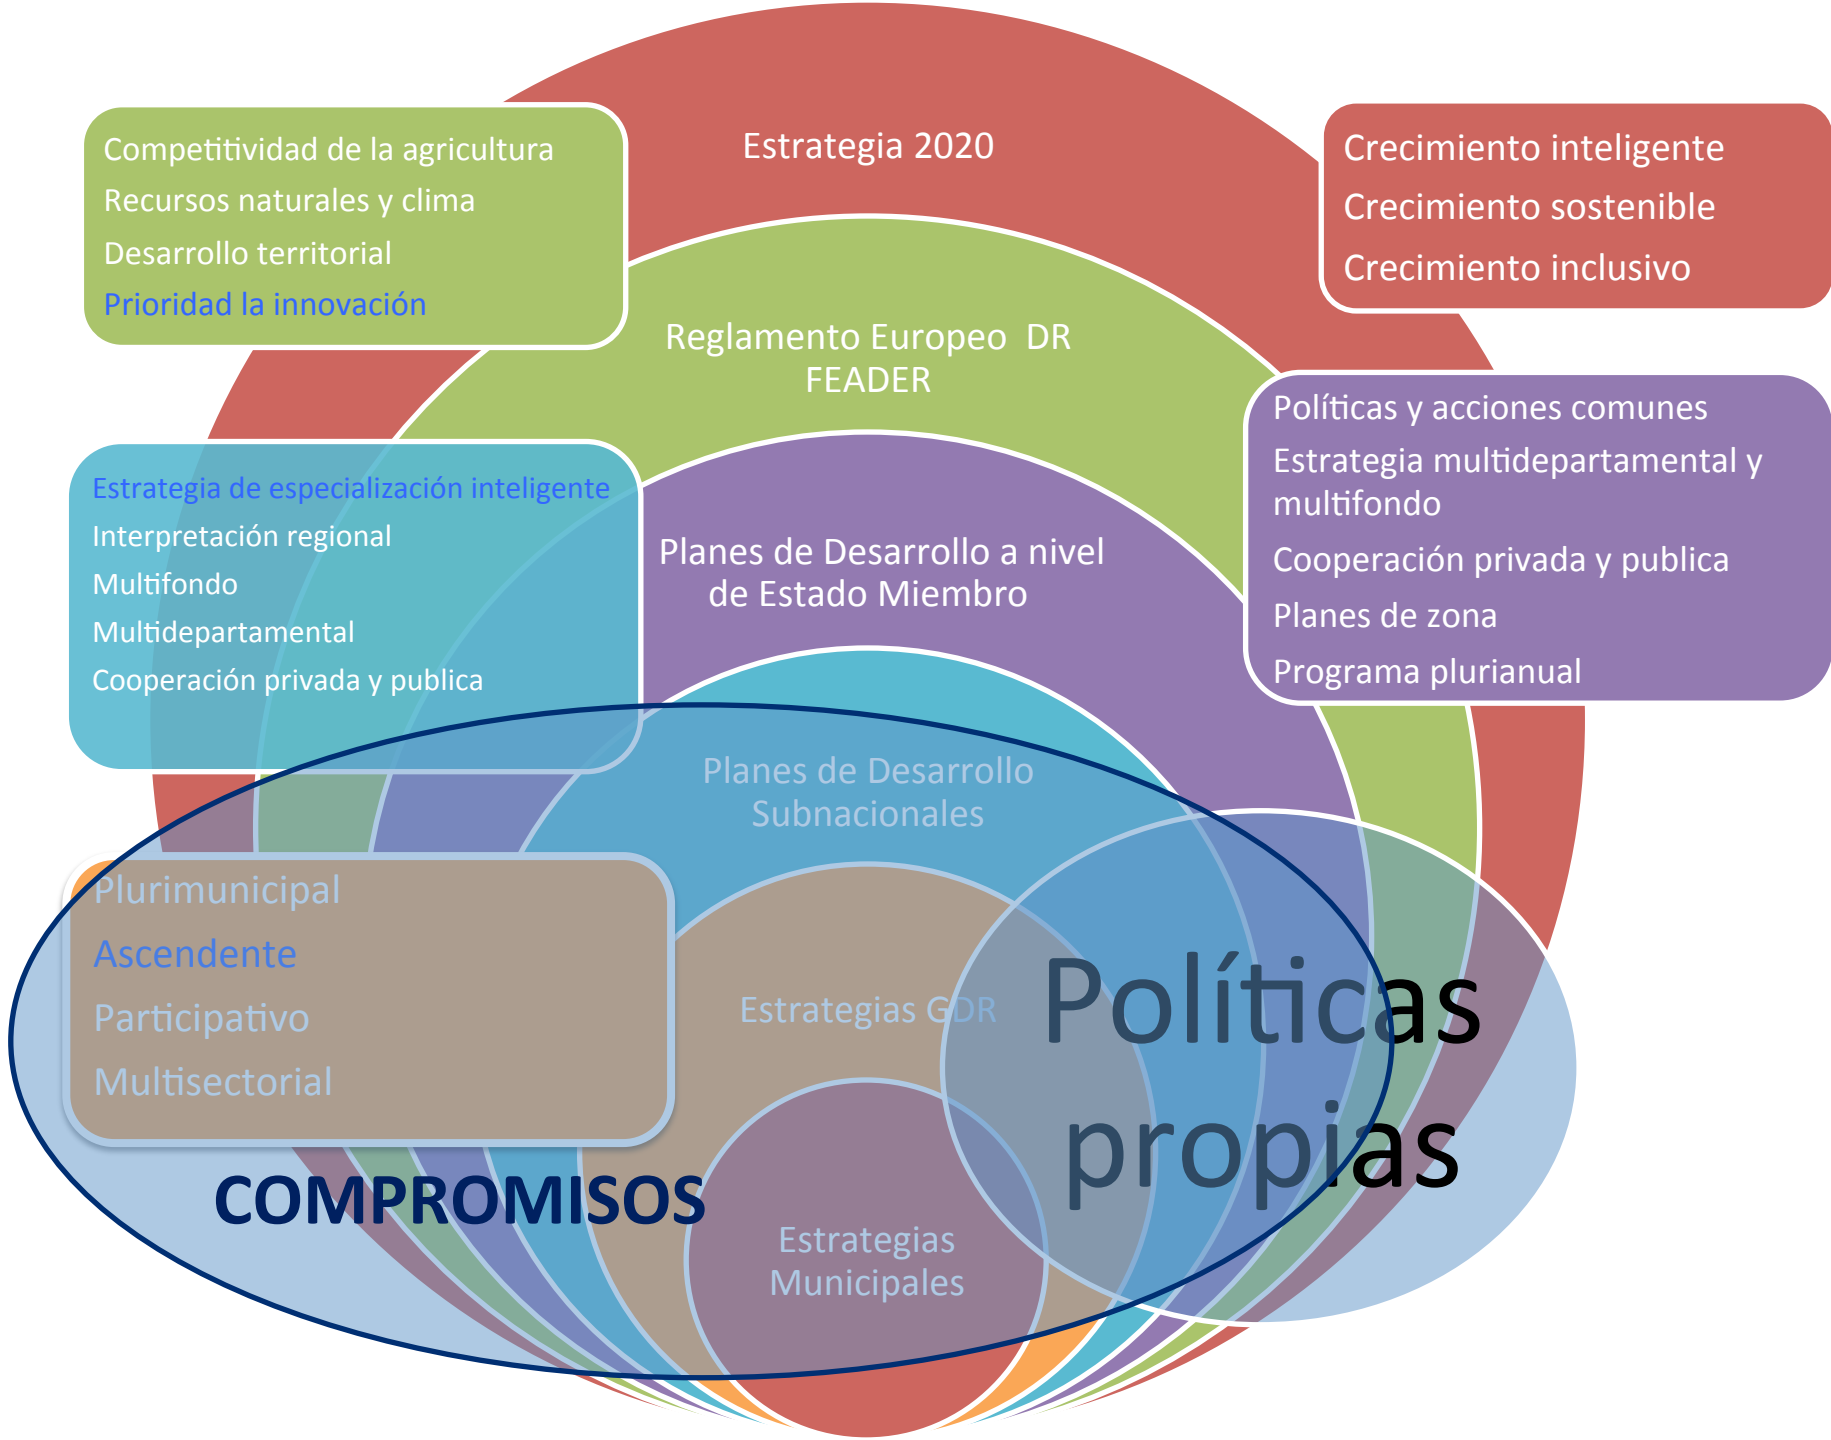 Estrategia 2020
Competitividad de la agricultura
Recursos naturales y clima
Desarrollo territorial
Prioridad la innovación
Crecimiento inteligente
Crecimiento sostenible
Crecimiento inclusivo
Reglamento Europeo  DR
FEADER
Políticas y acciones comunes
Estrategia multidepartamental y
multifondo
Cooperación privada y publica
Planes de zona
Programa plurianual
Estrategia de especialización inteligente
Interpretación regional
Multifondo
Multidepartamental
Cooperación privada y publica
Planes de Desarrollo a nivel
de Estado Miembro
Planes de Desarrollo
Subnacionales
Plurimunicipal
Ascendente
Participativo
Multisectorial
Estrategias GDR
Políticas
propias
COMPROMISOS
Estrategias
Municipales